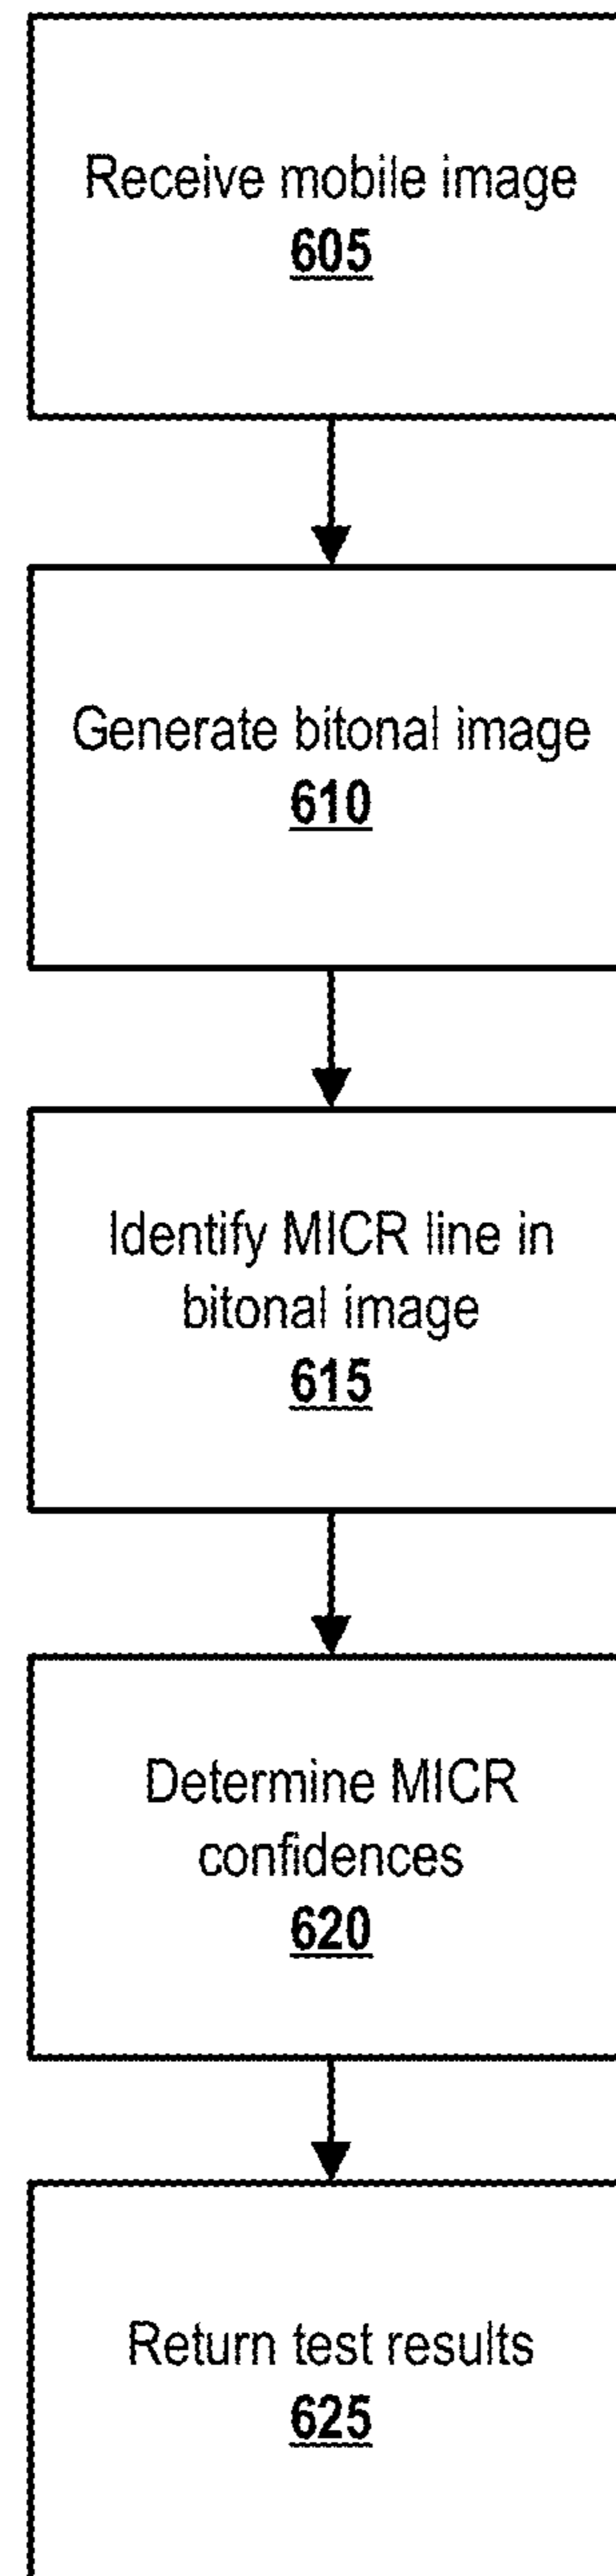 Receive mobile image
605
Generate bitonal image
610
Identify MICR line in
bitonal image
615
Determine MICR
confidences
620
Return test results
625